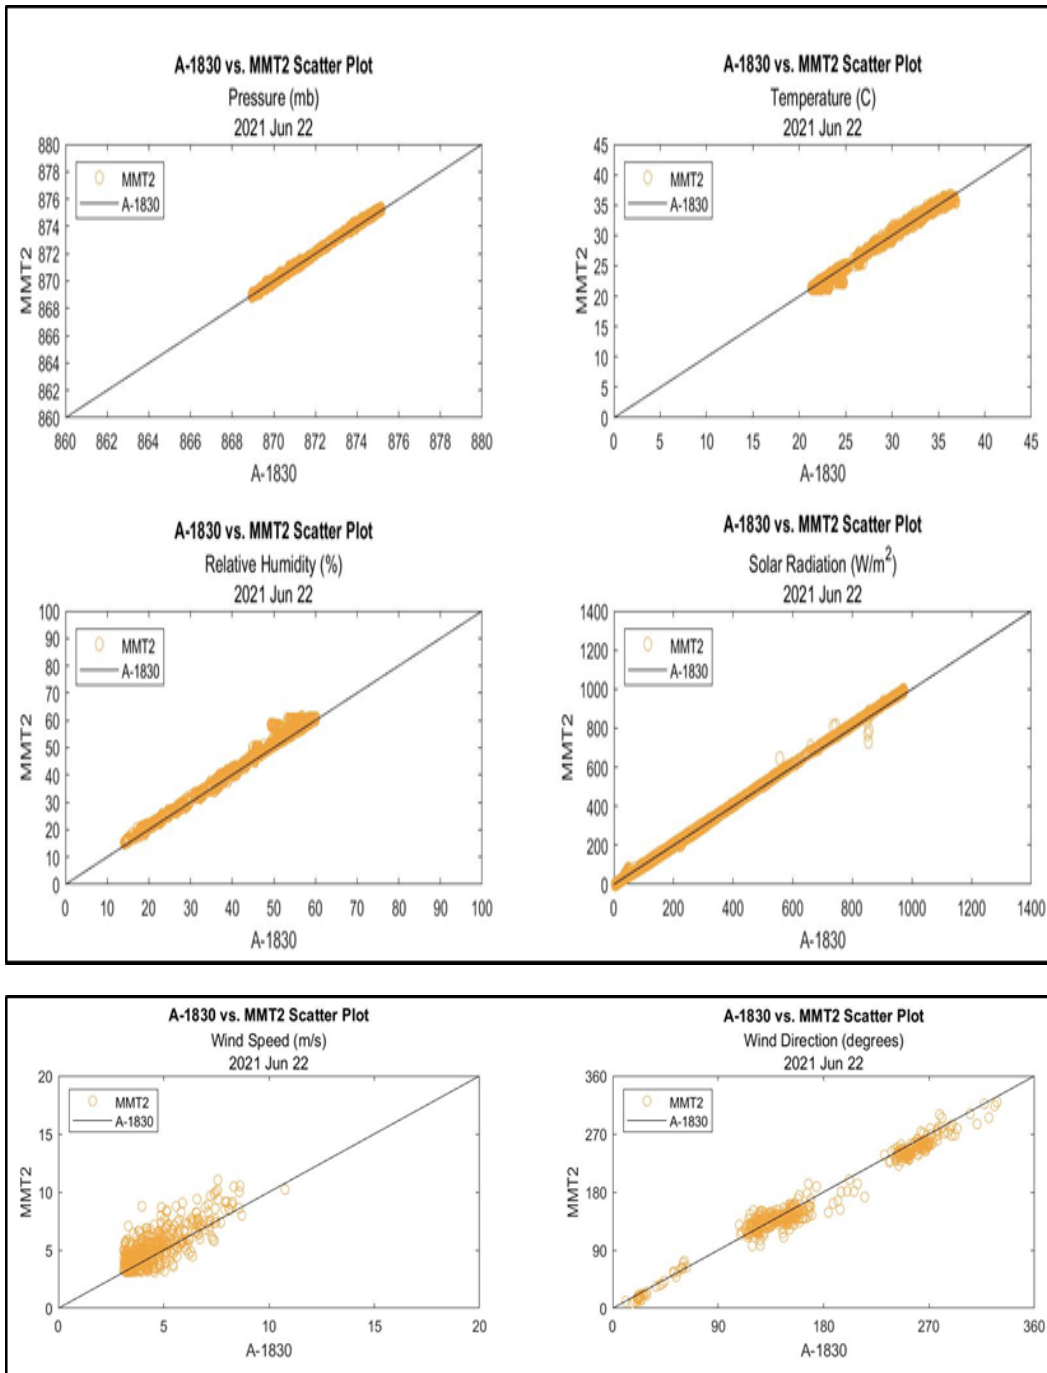 A-1830 vs. MMT2 Scatter Plot
Pressure (mb)
2021 Jun 22
880
878
876
874
872
870
868
866
864
862
860
MMT2
MMT2
A-1830
860 862 864 866 868 870 872 874 876 878 880
A-1830
A-1830 vs. MMT2 Scatter Plot
Temperature (C)
2021 Jun 22
45
40
35
30
25
20
15
10
5
0
MMT2
MMT2
A-1830
0 5 10 15 20 25 30 35 40 45
A-1830
A-1830 vs. MMT2 Scatter Plot
Relative Humidity (%)
2021 Jun 22
100
90
80
70
60
50
40
30
20
10
0
MMT2
MMT2
A-1830
0 10 20 30 40 50 60 70 80 90 100
A-1830
A-1830 vs. MMT2 Scatter Plot
Solar Radiation (W/m²)
2021 Jun 22
1400
1200
1000
800
600
400
200
0
MMT2
MMT2
A-1830
0 200 400 600 800 1000 1200 1400
A-1830
A-1830 vs. MMT2 Scatter Plot
Wind Speed (m/s)
2021 Jun 22
20
15
10
5
0
MMT2
MMT2
A-1830
0 5 10 15 20
A-1830
A-1830 vs. MMT2 Scatter Plot
Wind Direction (degrees)
2021 Jun 22
360
270
180
90
0
MMT2
MMT2
A-1830
0 90 180 270 360
A-1830